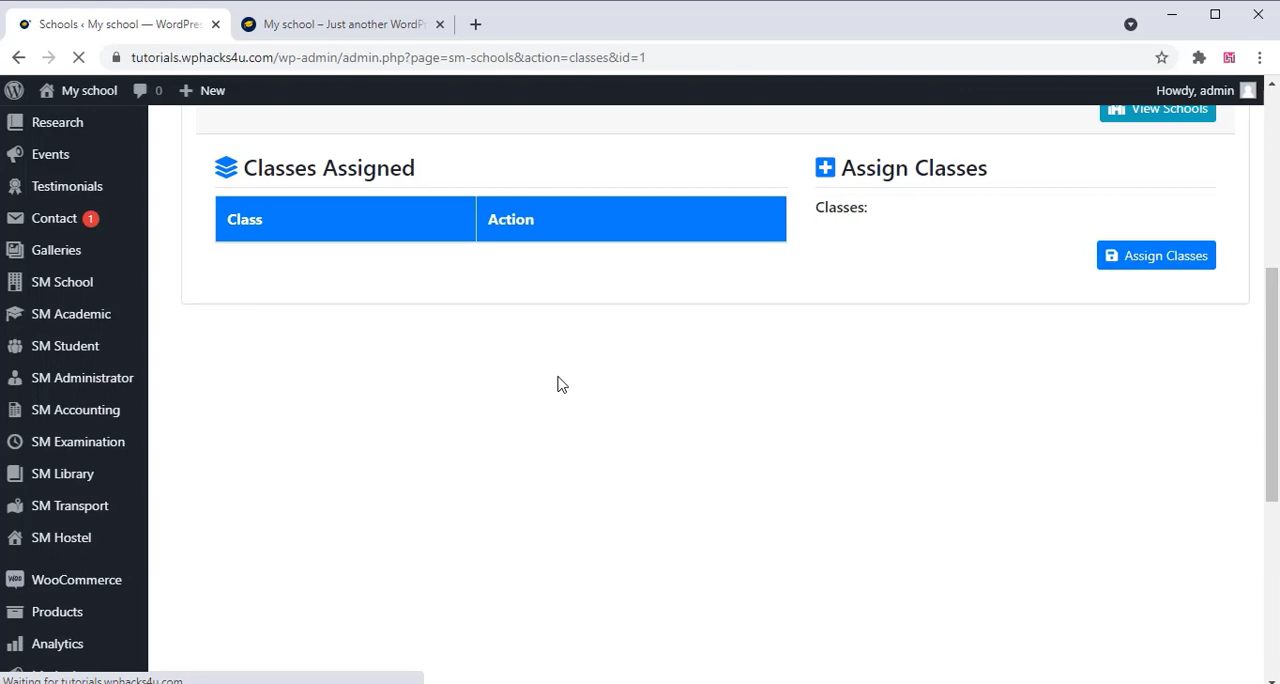 Schools ‹ My school — WordPre
My school – Just another WordP
tutorials.wphacks4u.com/wp-admin/admin.php?page=sm-schools&action=classes&id=1
My school
0
New
Howdy, admin
Research
Events
Testimonials
Contact 1
Galleries
SM School
SM Academic
SM Student
SM Administrator
SM Accounting
SM Examination
SM Library
SM Transport
SM Hostel
WooCommerce
Products
Analytics
View Schools
Classes Assigned
Class Action
Assign Classes
Classes:
Assign Classes
Waiting for tutorials.wphacks4u.com